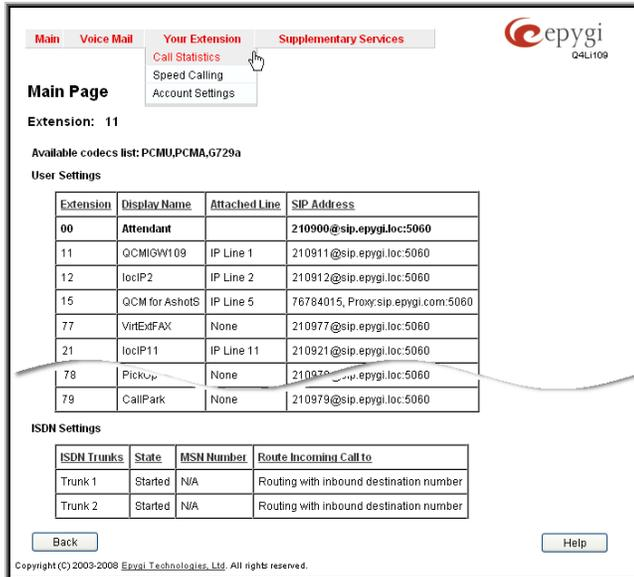 epygi
Q4Li109
Main Voice Mail Your Extension Supplementary Services
Call Statistics
Speed Calling
Account Settings
Main Page
Extension: 11
Available codecs list: PCMU,PCMA,G729a
User Settings
Extension Display Name Attached Line SIP Address
00 Attendant 210900@sip.epygi.loc:5060
11 QCMIGW109 IP Line 1 210911@sip.epygi.loc:5060
12 locIP2 IP Line 2 210912@sip.epygi.loc:5060
15 QCM for AshotS IP Line 5 76784015, Proxy:sip.epygi.com:5060
77 VirtExtFAX None 210977@sip.epygi.loc:5060
21 locIP11 IP Line 11 210921@sip.epygi.loc:5060
78 PickUp None 210978@sip.epygi.loc:5060
79 CallPark None 210979@sip.epygi.loc:5060
ISDN Settings
ISDN Trunks State MSN Number Route Incoming Call to
Trunk 1 Started N/A Routing with inbound destination number
Trunk 2 Started N/A Routing with inbound destination number
Back Help
Copyright (C) 2003-2008 Epygi Technologies, Ltd. All rights reserved.